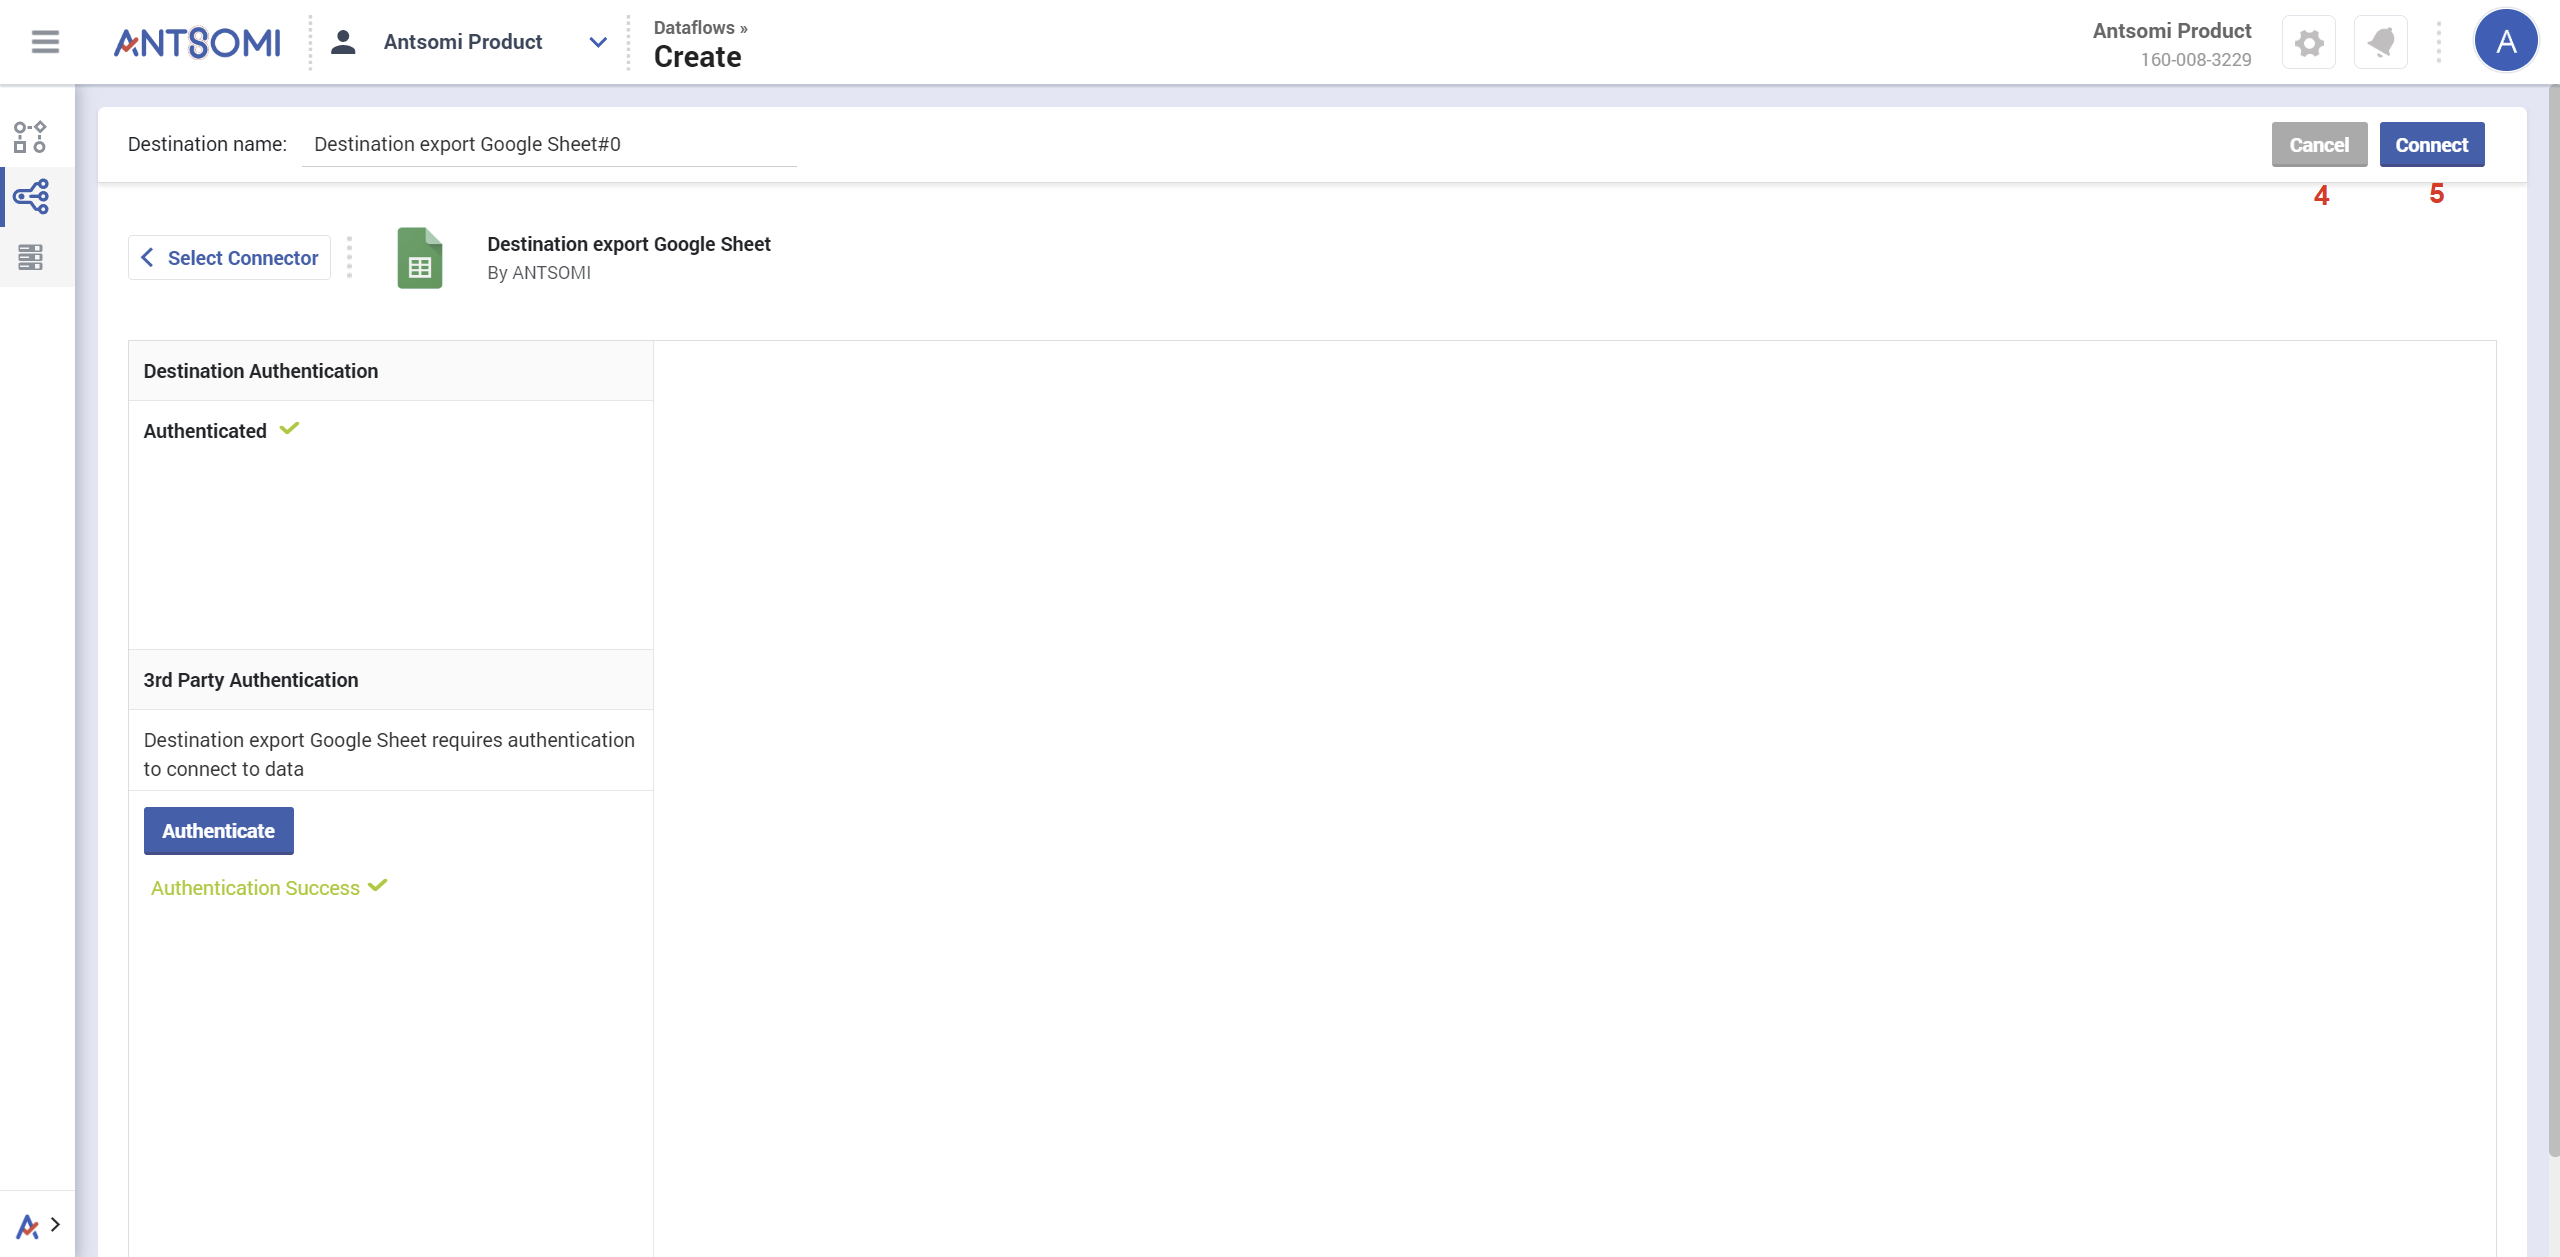 ANTSOMI
Antsomi Product
Dataflows »
Create
Antsomi Product
160-008-3229
A
Destination name: Destination export Google Sheet#0
Cancel
Connect
4
5
Select Connector
Destination export Google Sheet
By ANTSOMI
Destination Authentication
Authenticated
3rd Party Authentication
Destination export Google Sheet requires authentication
to connect to data
Authenticate
Authentication Success